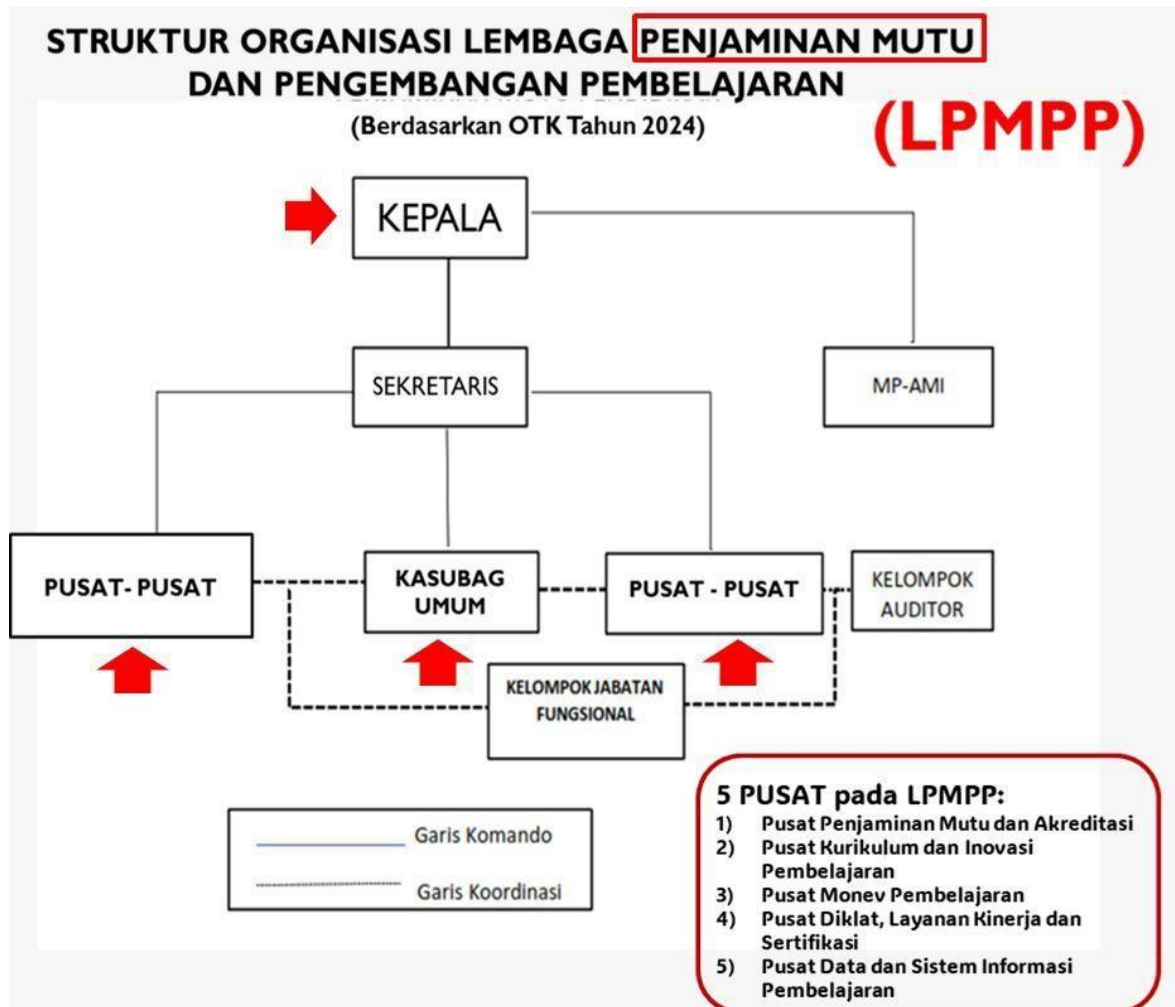 STRUKTUR ORGANISASI LEMBAGA PENJAMINAN MUTU
DAN PENGEMBANGAN PEMBELAJARAN
(Berdasarkan OTK Tahun 2024)
(LPMPP)
KEPALA
SEKRETARIS
MP-AMI
PUSAT- PUSAT
KASUBAG
UMUM
PUSAT - PUSAT
KELOMPOK
AUDITOR
KELOMPOK JABATAN
FUNGSIONAL
Garis Komando
Garis Koordinasi
5 PUSAT pada LPMPP:
1) Pusat Penjaminan Mutu dan Akreditasi
2) Pusat Kurikulum dan Inovasi
Pembelajaran
3) Pusat Monev Pembelajaran
4) Pusat Diklat, Layanan Kinerja dan
Sertifikasi
5) Pusat Data dan Sistem Informasi
Pembelajaran